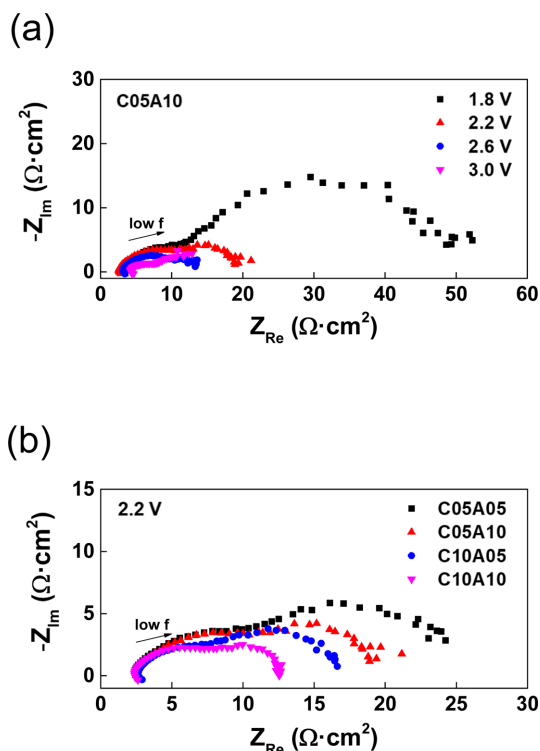 (a)
C05A10
1.8 V
2.2 V
2.6 V
3.0 V
low f
-Z_Im (Ω·cm²)
30
20
10
0
0 10 20 30 40 50 60
Z_Re (Ω·cm²)
(b)
2.2 V
C05A05
C05A10
C10A05
C10A10
low f
-Z_Im (Ω·cm²)
15
10
5
0
0 5 10 15 20 25 30
Z_Re (Ω·cm²)